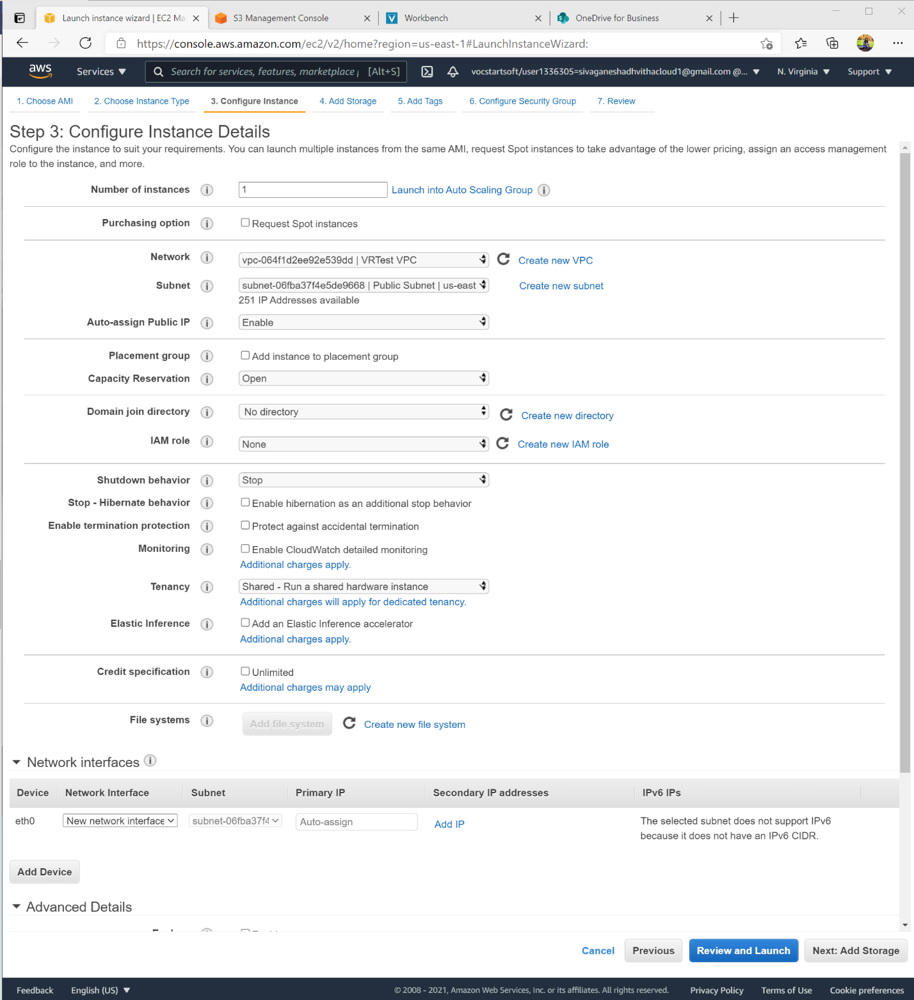 Launch instance wizard | EC2 Ma
S3 Management Console
Workbench
OneDrive for Business
https://console.aws.amazon.com/ec2/v2/home?region=us-east-1#LaunchInstanceWizard:
aws
Services
Search for services, features, marketplace p [Alt+S]
vocstartsoft/user1336305=sivaganeshadhvithacloud1@gmail.com @...
N. Virginia
Support
1. Choose AMI
2. Choose Instance Type
3. Configure Instance
4. Add Storage
5. Add Tags
6. Configure Security Group
7. Review
Step 3: Configure Instance Details
Configure the instance to suit your requirements. You can launch multiple instances from the same AMI, request Spot instances to take advantage of the lower pricing, assign an access management
role to the instance, and more.
Number of instances 1 Launch into Auto Scaling Group
Purchasing option Request Spot instances
Network vpc-064f1d2ee92e539dd | VRTest VPC Create new VPC
Subnet subnet-06fba37f4e5de9668 | Public Subnet | us-east Create new subnet
251 IP Addresses available
Auto-assign Public IP Enable
Placement group Add instance to placement group
Capacity Reservation Open
Domain join directory No directory Create new directory
IAM role None Create new IAM role
Shutdown behavior Stop
Stop - Hibernate behavior Enable hibernation as an additional stop behavior
Enable termination protection Protect against accidental termination
Monitoring Enable CloudWatch detailed monitoring
Additional charges apply.
Tenancy Shared - Run a shared hardware instance
Additional charges will apply for dedicated tenancy.
Elastic Inference Add an Elastic Inference accelerator
Additional charges apply.
Credit specification Unlimited
Additional charges may apply
File systems Add file system Create new file system
Network interfaces
Device Network Interface Subnet Primary IP Secondary IP addresses IPv6 IPs
eth0 New network interface subnet-06fba37f4 Auto-assign Add IP The selected subnet does not support IPv6
because it does not have an IPv6 CIDR.
Add Device
Advanced Details
Cancel Previous Review and Launch Next: Add Storage
Feedback English (US) © 2008 - 2021, Amazon Web Services, Inc. or its affiliates. All rights reserved. Privacy Policy Terms of Use Cookie preferences